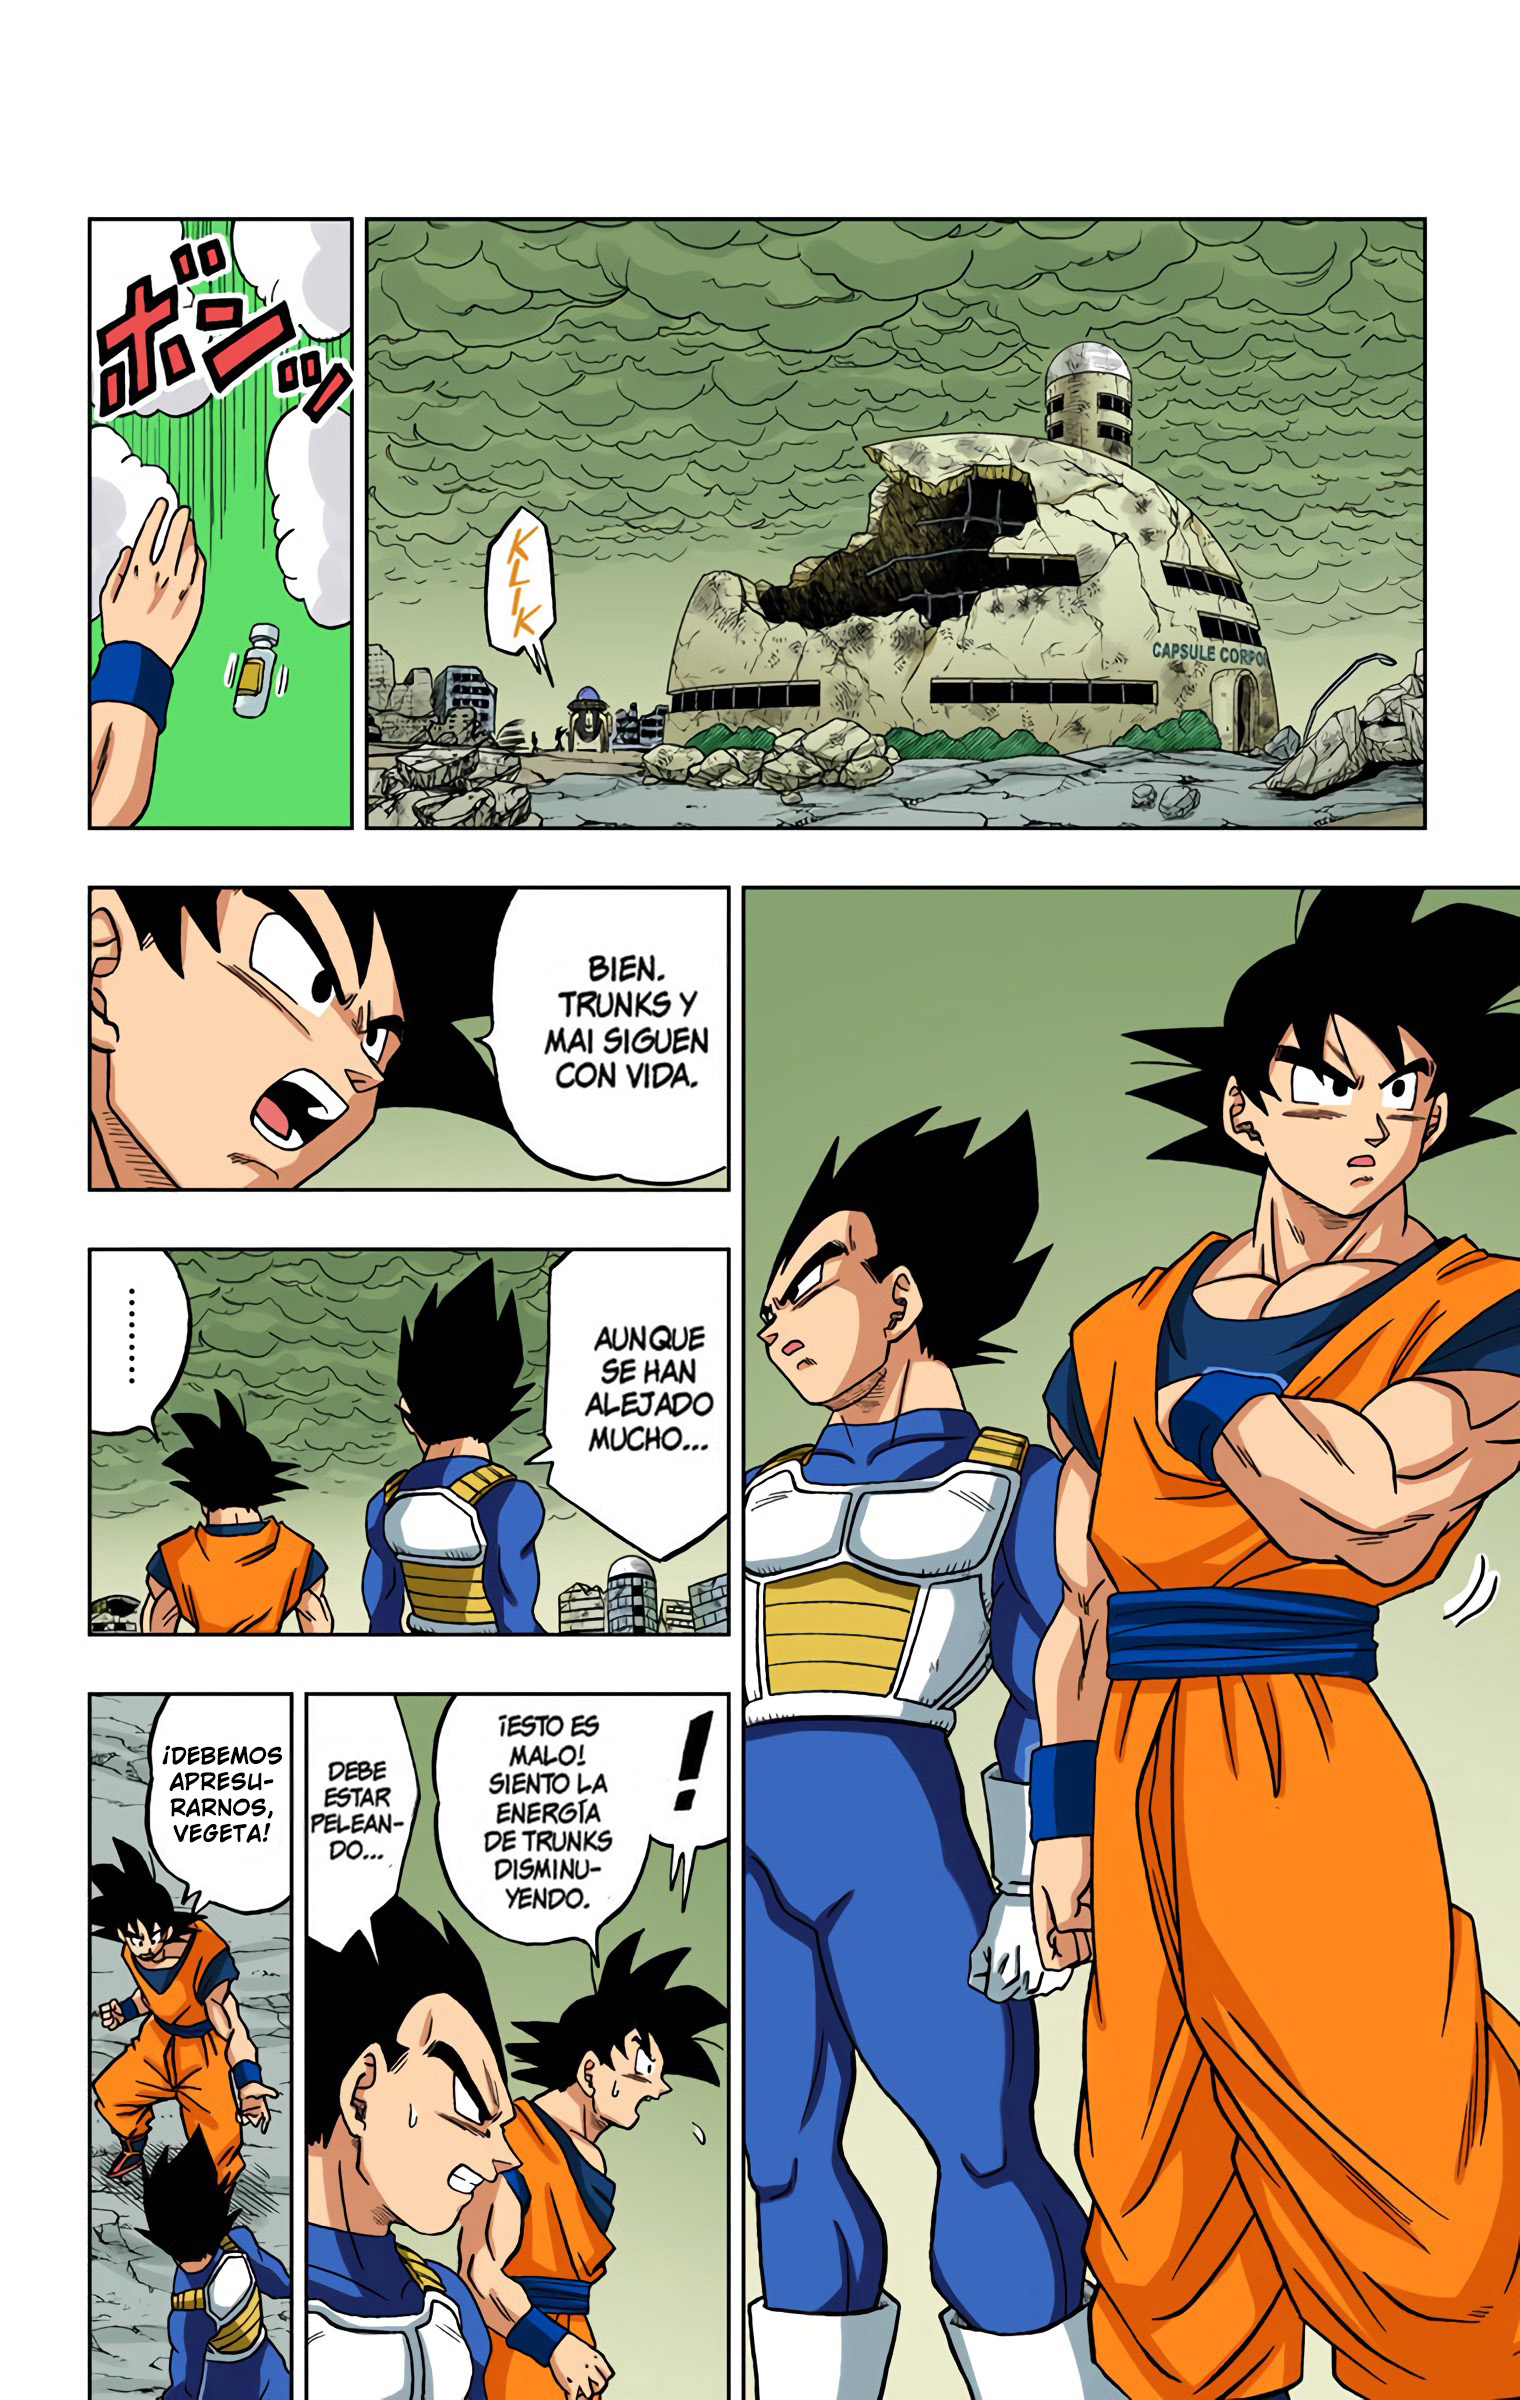 KLIK
CAPSULE CORPO
ボンッ
BIEN.
TRUNKS Y
MAI SIGUEN
CON VIDA.
AUNQUE
SE HAN
ALEJADO
MUCHO...
.........
!
¡ESTO ES
MALO!
SIENTO LA
ENERGÍA
DE TRUNKS
DISMINU-
YENDO.
DEBE
ESTAR
PELEAN-
DO...
¡DEBEMOS
APRESU-
RARNOS,
VEGETA!